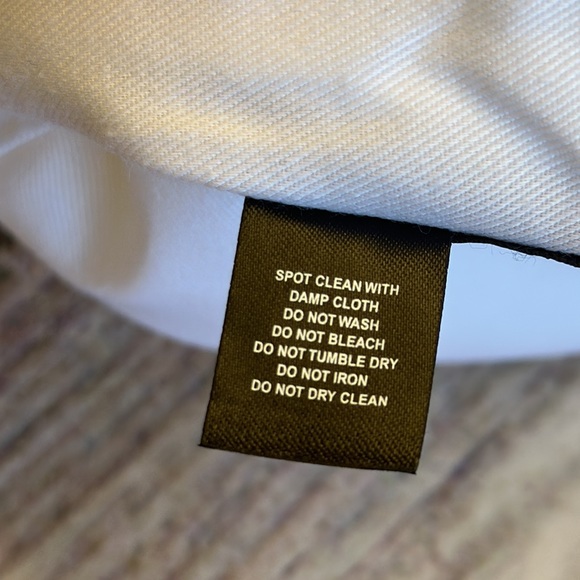 SPOT CLEAN WITH
DAMP CLOTH
DO NOT WASH
DO NOT BLEACH
DO NOT TUMBLE DRY
DO NOT IRON
DO NOT DRY CLEAN